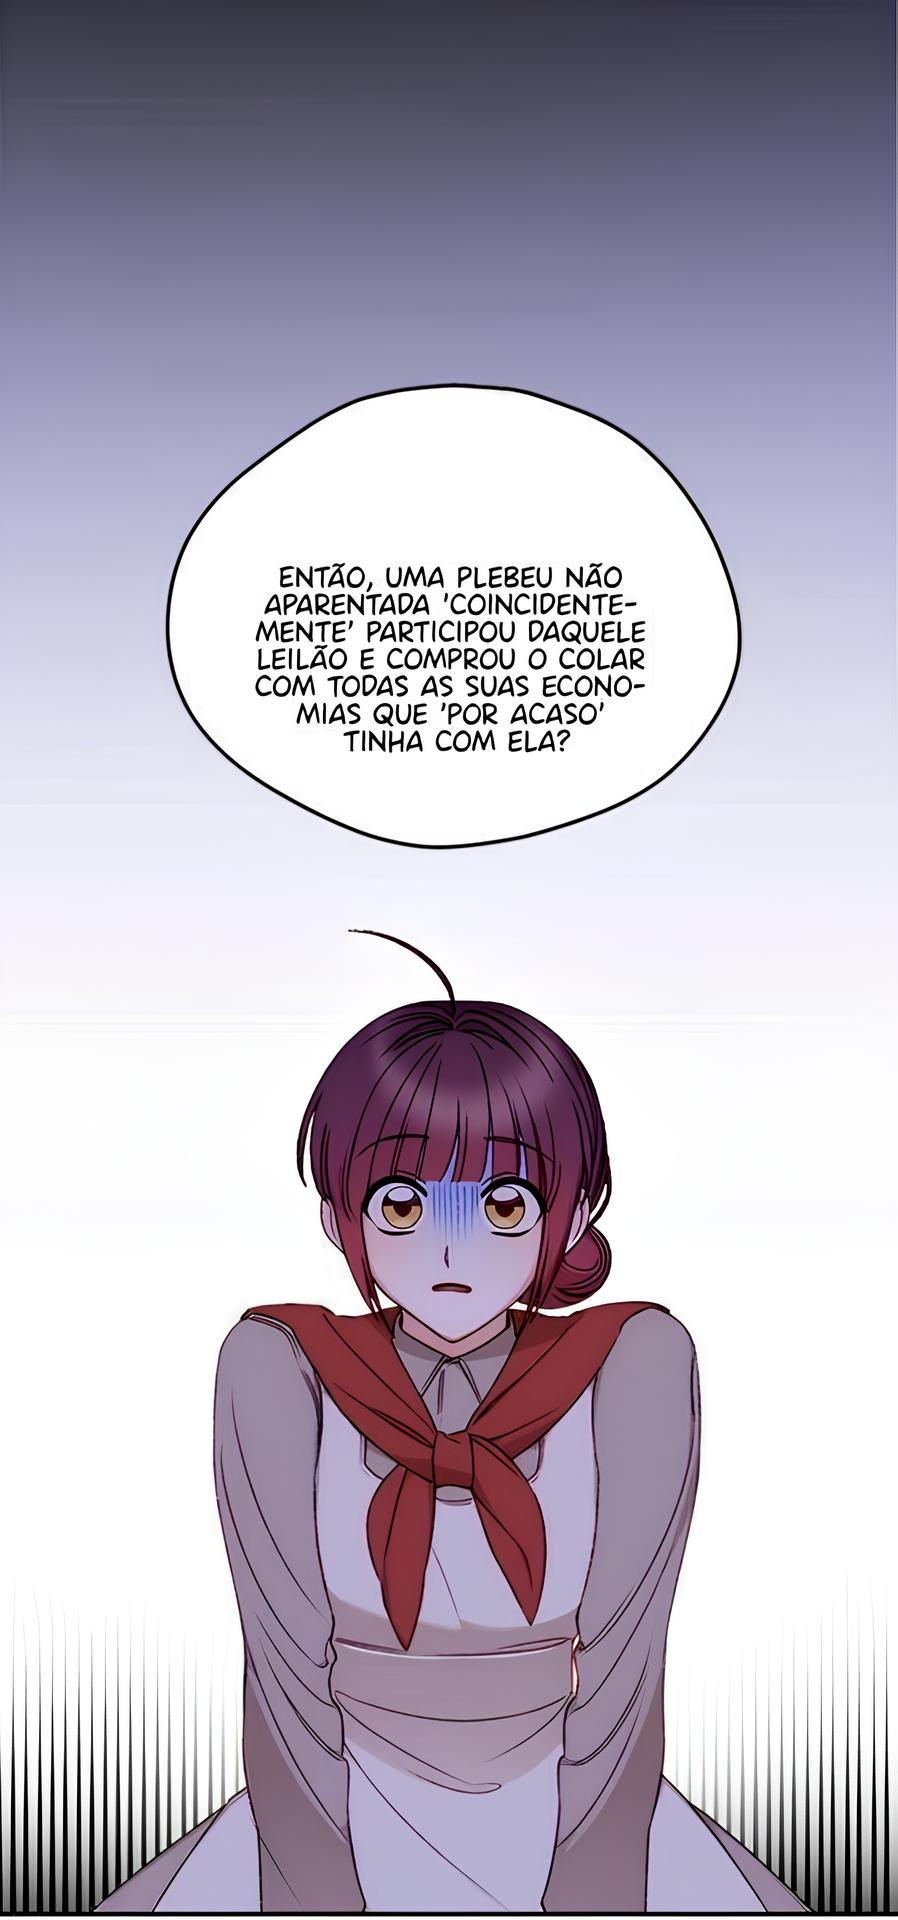 ENTÃO, UMA PLEBEU NÃO
APARENTADA 'COINCIDENTE-
MENTE' PARTICIPOU DAQUELE
LEILÃO E COMPROU O COLAR
COM TODAS AS SUAS ECONO-
MIAS QUE 'POR ACASO'
TINHA COM ELA?